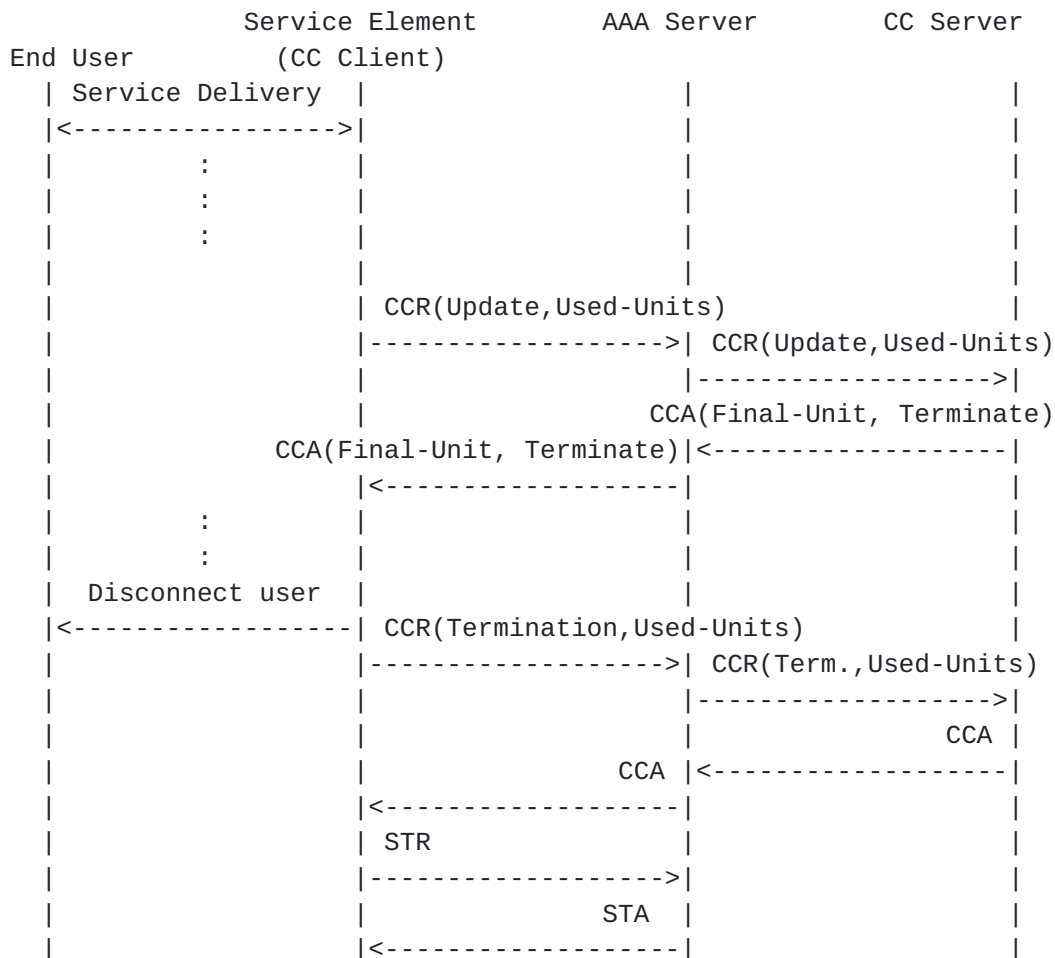 Service Element        AAA Server        CC Server
End User         (CC Client)
| Service Delivery  |                    |                    |
|<----------------->|                    |                    |
|         :         |                    |                    |
|         :         |                    |                    |
|         :         |                    |                    |
|                   |                    |                    |
|                   | CCR(Update,Used-Units)                  |
|                   |------------------->| CCR(Update,Used-Units)
|                   |                    |------------------->|
|                   |                  CCA(Final-Unit, Terminate)
|              CCA(Final-Unit, Terminate)|<-------------------|
|                   |<-------------------|                    |
|         :         |                    |                    |
|         :         |                    |                    |
|  Disconnect user  |                    |                    |
|<------------------| CCR(Termination,Used-Units)             |
|                   |------------------->| CCR(Term.,Used-Units)
|                   |                    |------------------->|
|                   |                    |                CCA |
|                   |                CCA |<-------------------|
|                   |<-------------------|                    |
|                   | STR                |                    |
|                   |------------------->|                    |
|                   |               STA  |                    |
|                   |<-------------------|                    |